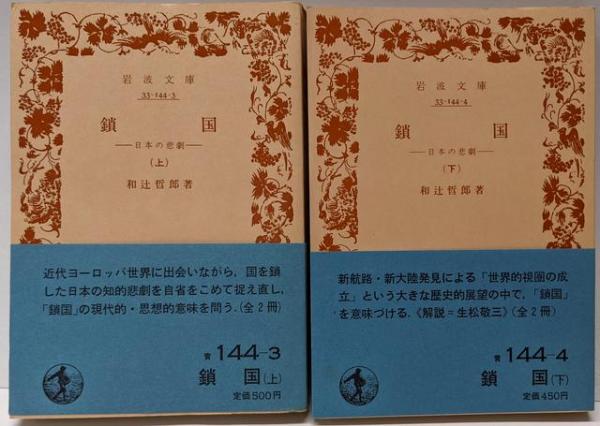 岩波文庫
33-144-3
鎖国
──日本の悲劇──
(上)
和辻哲郎著
近代ヨーロッパ世界に出会いながら,国を鎖
した日本の知的悲劇を自省をこめて捉え直し,
「鎖国」の現代的・思想的意味を問う.(全2冊)
青 144-3
鎖国(上)
定価500円
岩波文庫
33-144-4
鎖国
──日本の悲劇──
(下)
和辻哲郎著
新航路・新大陸発見による「世界的視圏の成
立」という大きな歴史的展望の中で,「鎖国」
を意味づける.《解説=生松敬三》(全2冊)
青 144-4
鎖国(下)
定価450円